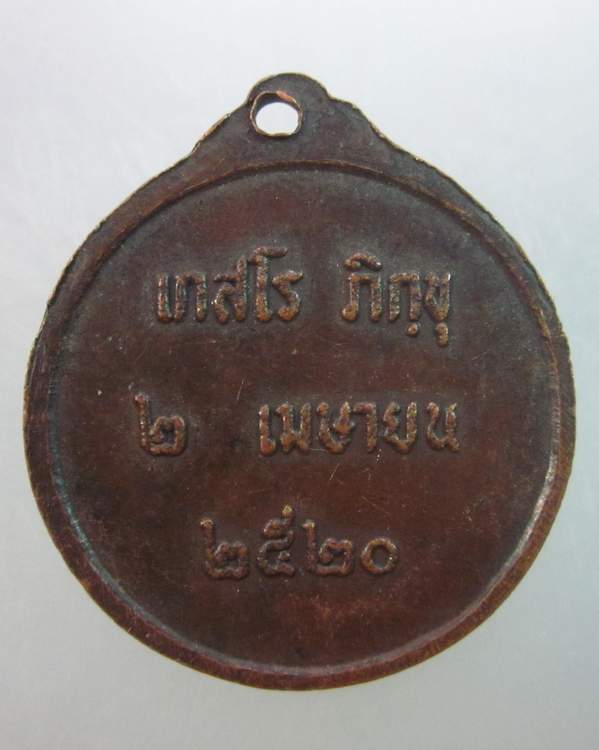 เกสโร ภิกฺขุ
๒ เมษายน
๒๕๒๐